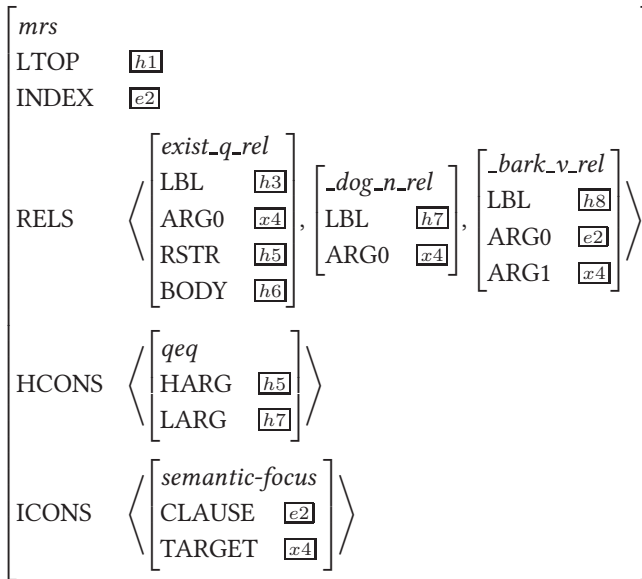 mrs
LTOP h1
INDEX e2
RELS
exist_q_rel
LBL h3
ARG0 x4
RSTR h5
BODY h6
,
_dog_n_rel
LBL h7
ARG0 x4
,
_bark_v_rel
LBL h8
ARG0 e2
ARG1 x4
HCONS
qeq
HARG h5
LARG h7
ICONS
semantic-focus
CLAUSE e2
TARGET x4